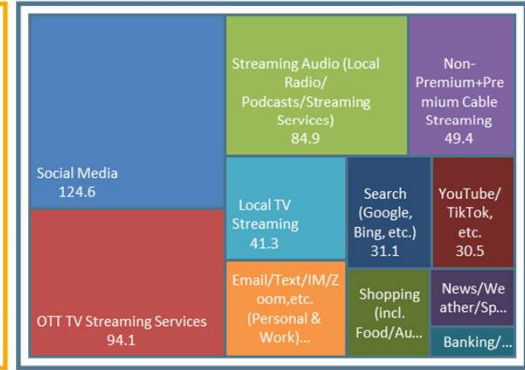 Social Media
124.6
OTT TV Streaming Services
94.1
Streaming Audio (Local
Radio/
Podcasts/Streaming
Services)
84.9
Non-
Premium+Pre
mium Cable
Streaming
49.4
Local TV
Streaming
41.3
Search
(Google,
Bing, etc.)
31.1
YouTube/
TikTok,
etc.
30.5
Email/Text/IM/Z
oom,etc.
(Personal &
Work)...
Shopping
(incl.
Food/Au...
News/We
ather/Sp...
Banking/...